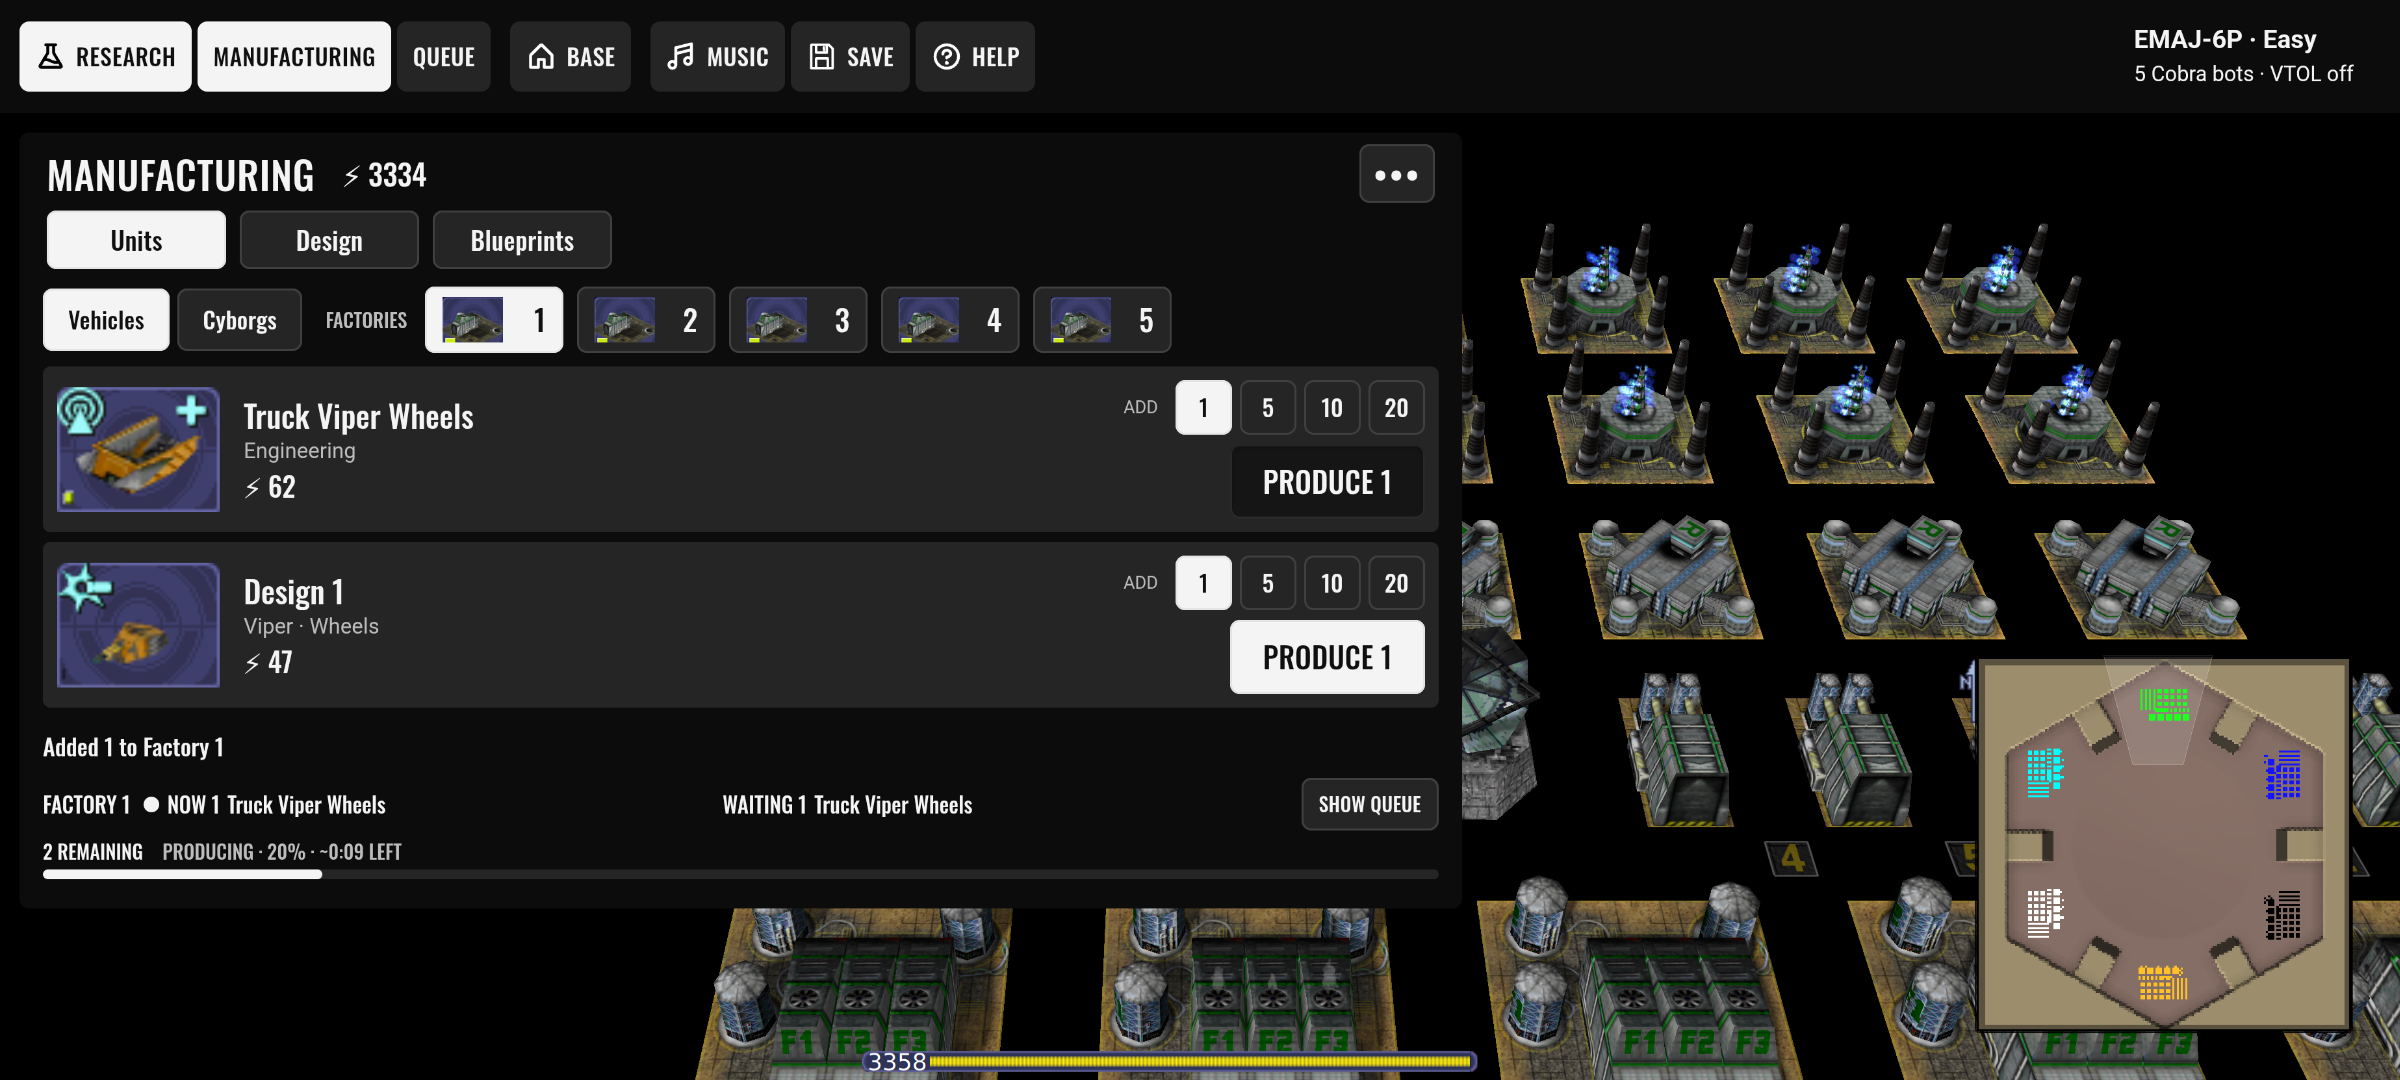 RESEARCH
MANUFACTURING
QUEUE
BASE
MUSIC
SAVE
HELP
EMAJ-6P · Easy
5 Cobra bots · VTOL off
MANUFACTURING ⚡ 3334
Units
Design
Blueprints
Vehicles
Cyborgs
FACTORIES
1
2
3
4
5
Truck Viper Wheels
Engineering
⚡ 62
ADD 1 5 10 20
PRODUCE 1
Design 1
Viper · Wheels
⚡ 47
ADD 1 5 10 20
PRODUCE 1
Added 1 to Factory 1
FACTORY 1 ● NOW 1 Truck Viper Wheels
WAITING 1 Truck Viper Wheels
SHOW QUEUE
2 REMAINING PRODUCING · 20% · ~0:09 LEFT
R
R
R
N
4
5
F1 F2 F3
F1 F2 F3
F1 F2 F3
F1 F2 F3
3358